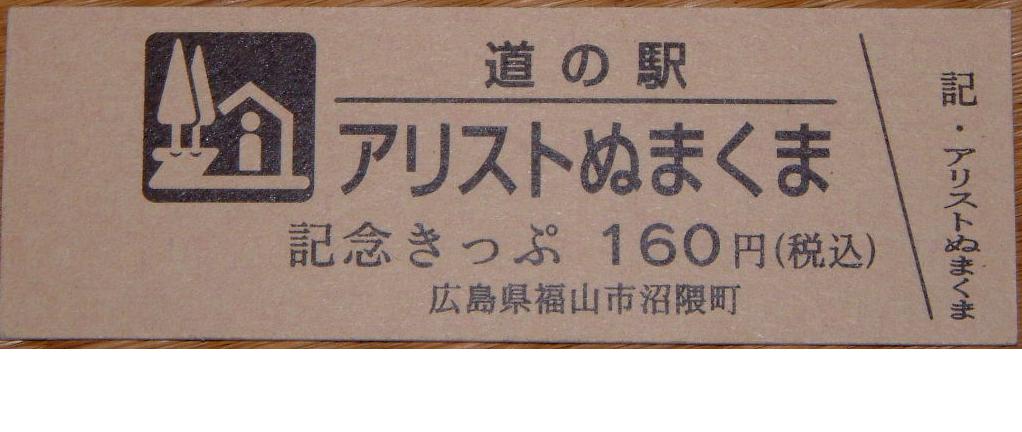 道の駅
アリストぬまくま
記念きっぷ 160円(税込)
広島県福山市沼隈町
記・アリストぬまくま